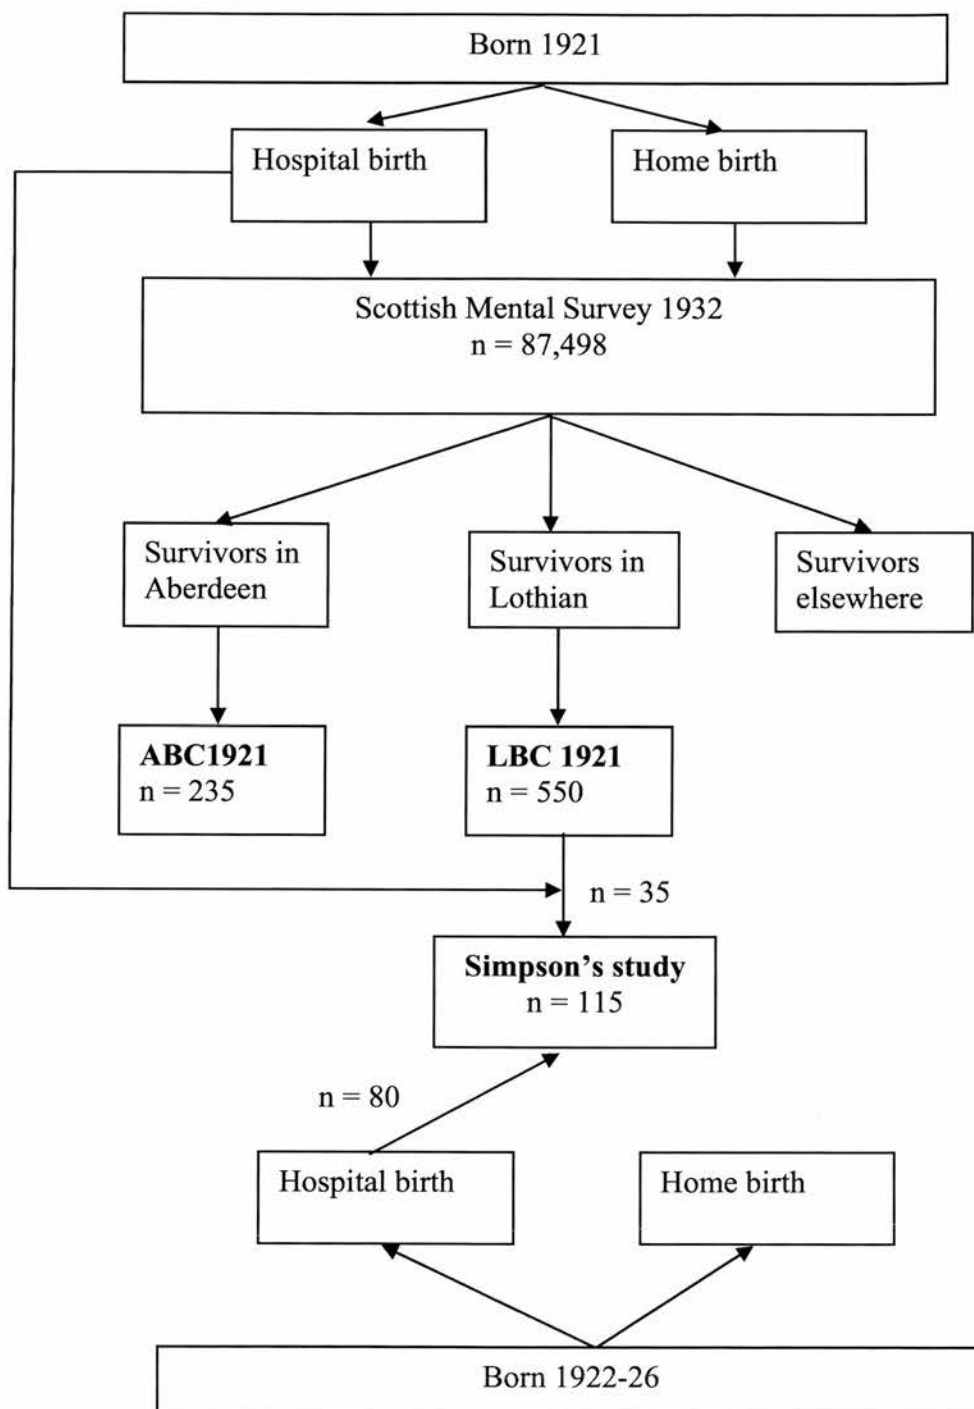 Born 1921
Hospital birth
Home birth
Scottish Mental Survey 1932
n = 87,498
Survivors in
Aberdeen
Survivors in
Lothian
Survivors
elsewhere
ABC1921
n = 235
LBC 1921
n = 550
n = 35
Simpson’s study
n = 115
n = 80
Hospital birth
Home birth
Born 1922-26